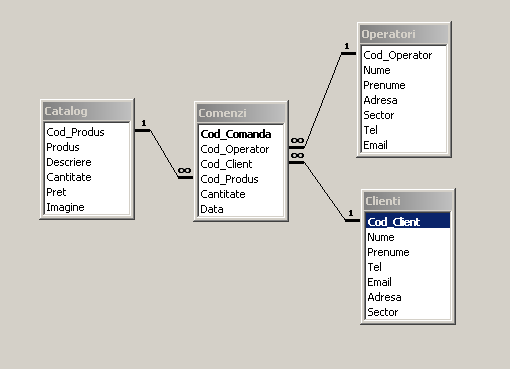 Catalog
Cod_Produs
Produs
Descriere
Cantitate
Pret
Imagine
1
∞
Comenzi
Cod_Comanda
Cod_Operator
Cod_Client
Cod_Produs
Cantitate
Data
∞
∞
1
Operatori
Cod_Operator
Nume
Prenume
Adresa
Sector
Tel
Email
1
Clienti
Cod_Client
Nume
Prenume
Tel
Email
Adresa
Sector